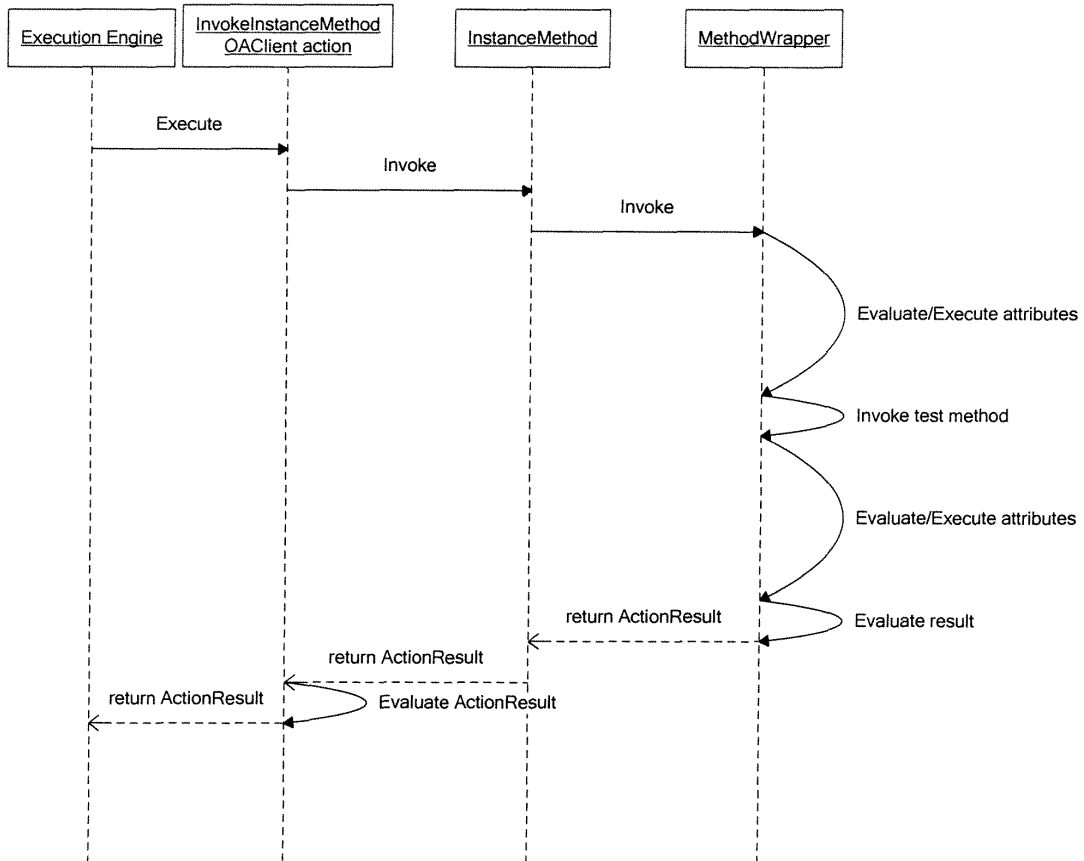 Execution Engine
InvokeInstanceMethod
OAClient action
InstanceMethod
MethodWrapper
Execute
Invoke
Invoke
Evaluate/Execute attributes
Invoke test method
Evaluate/Execute attributes
return ActionResult
Evaluate result
return ActionResult
return ActionResult
Evaluate ActionResult